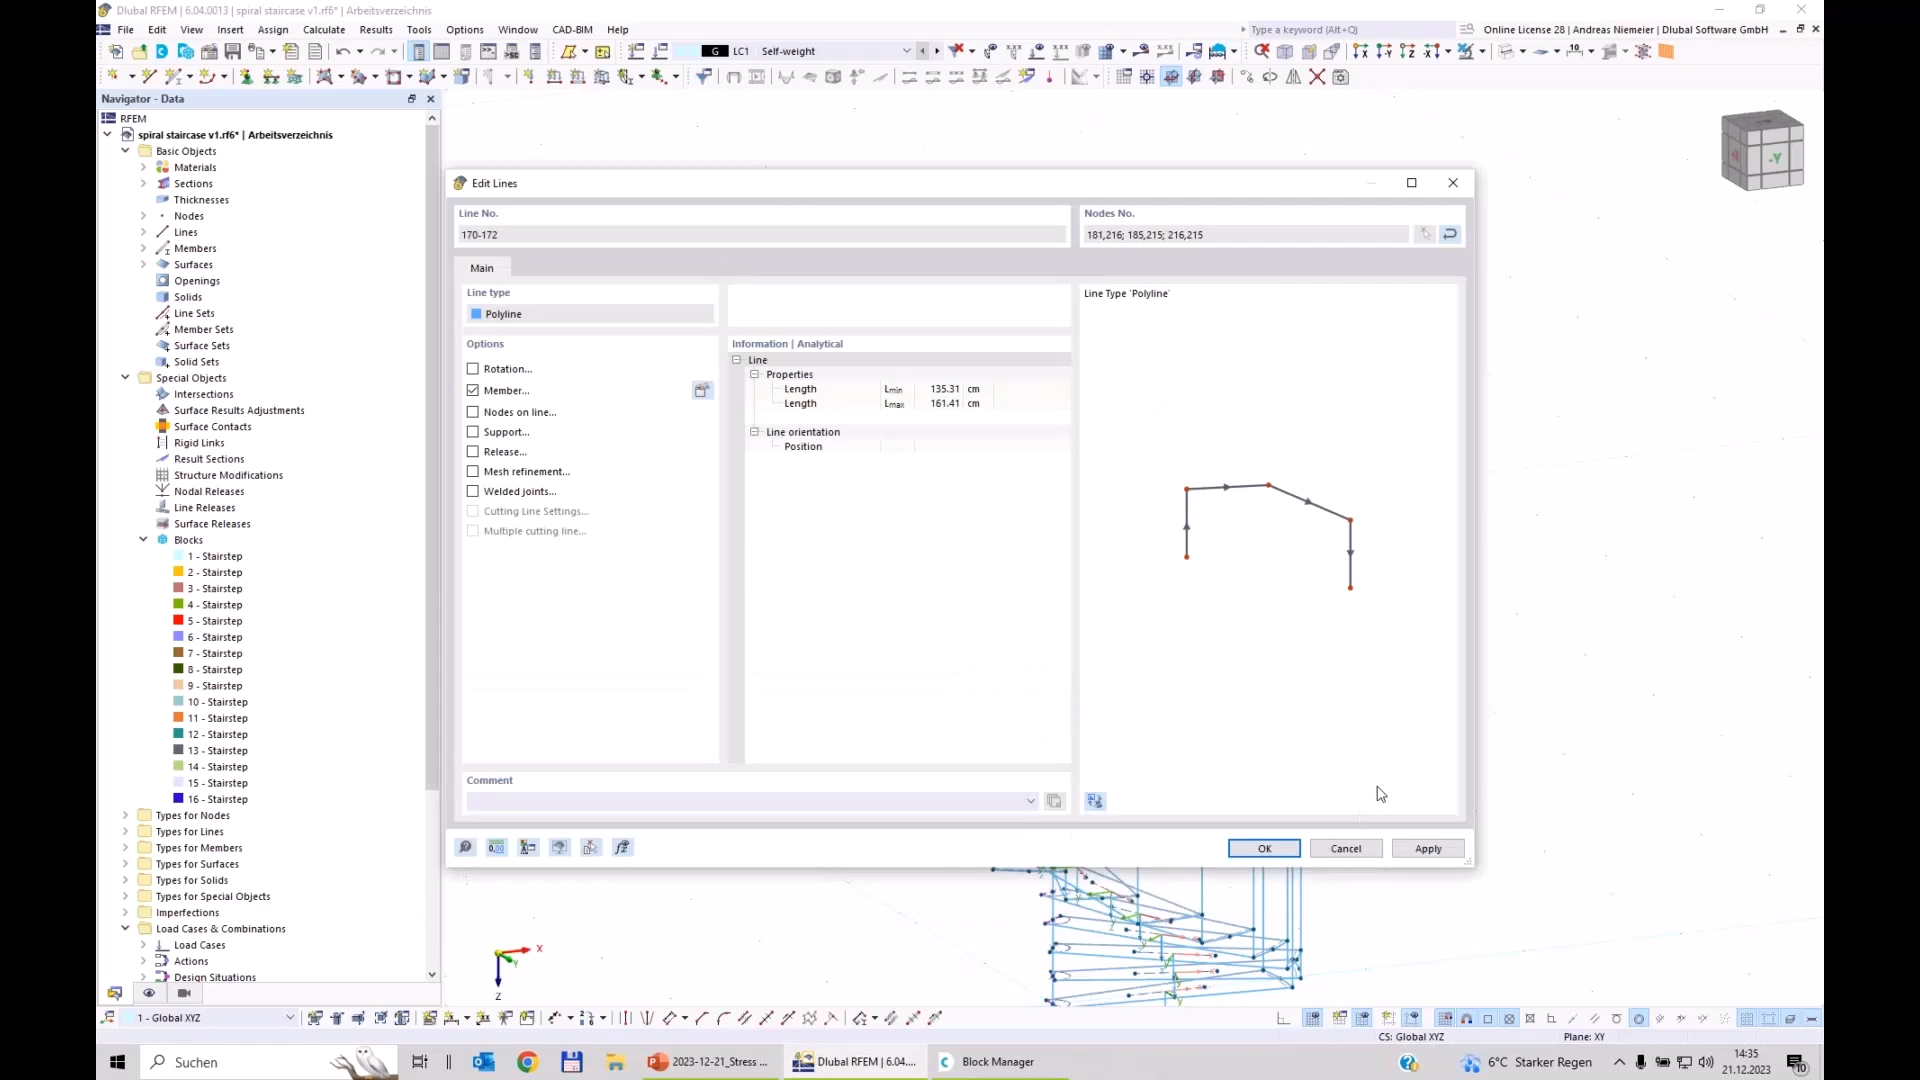 Dlubal RFEM | 6.04.0013 | spiral staircase v1.rf6* | Arbeitsverzeichnis
File Edit View Insert Assign Calculate Results Tools Options Window CAD-BIM Help
Type a keyword (Alt+Q)
Online License 28 | Andreas Niemeier | Dlubal Software GmbH
G LC1 Self-weight
Navigator - Data
RFEM
spiral staircase v1.rf6* | Arbeitsverzeichnis
Basic Objects
Materials
Sections
Thicknesses
Nodes
Lines
Members
Surfaces
Openings
Solids
Line Sets
Member Sets
Surface Sets
Solid Sets
Special Objects
Intersections
Surface Results Adjustments
Surface Contacts
Rigid Links
Result Sections
Structure Modifications
Nodal Releases
Line Releases
Surface Releases
Blocks
1 - Stairstep
2 - Stairstep
3 - Stairstep
4 - Stairstep
5 - Stairstep
6 - Stairstep
7 - Stairstep
8 - Stairstep
9 - Stairstep
10 - Stairstep
11 - Stairstep
12 - Stairstep
13 - Stairstep
14 - Stairstep
15 - Stairstep
16 - Stairstep
Types for Nodes
Types for Lines
Types for Members
Types for Surfaces
Types for Solids
Types for Special Objects
Imperfections
Load Cases & Combinations
Load Cases
Actions
Design Situations
Edit Lines
Line No.
170-172
Nodes No.
181,216; 185,215; 216,215
Main
Line type
Polyline
Options
Rotation...
Member...
Nodes on line...
Support...
Release...
Mesh refinement...
Welded joints...
Cutting Line Settings...
Multiple cutting line...
Information | Analytical
Line
Properties
Length Lmin 135.31 cm
Length Lmax 161.41 cm
Line orientation
Position
Line Type 'Polyline'
Comment
OK Cancel Apply
-Y
X
Y
Z
1 - Global XYZ
CS: Global XYZ
Plane: XY
Suchen
2023-12-21_Stress ...
Dlubal RFEM | 6.04....
Block Manager
6°C Starker Regen
14:35
21.12.2023
10